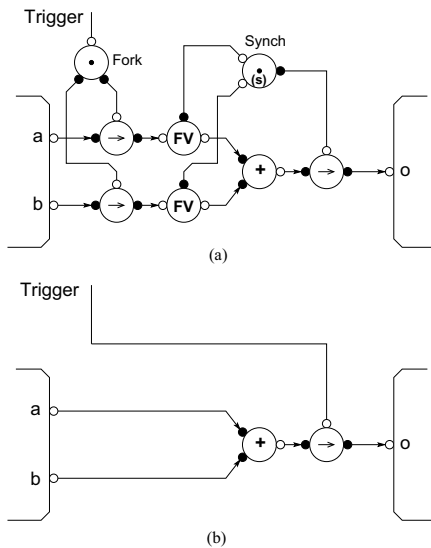 Trigger
Fork
Synch
(s)
a
→
FV
+
→
o
b
→
FV
(a)
Trigger
a
+
→
o
b
(b)